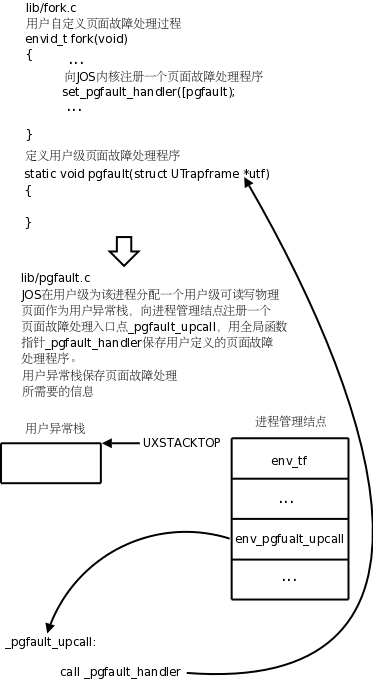 lib/fork.c
用户自定义页面故障处理过程
envid_t fork(void)
{
...
向JOS内核注册一个页面故障处理程序
set_pgfault_handler([pgfault);
...
}
定义用户级页面故障处理程序
static void pgfault(struct UTrapframe *utf)
{
}
lib/pgfault.c
JOS在用户级为该进程分配一个用户级可读写物理
页面作为用户异常栈，向进程管理结点注册一个
页面故障处理入口点_pgfault_upcall，用全局函数
指针_pgfault_handler保存用户定义的页面故障
处理程序。
用户异常栈保存页面故障处理
所需要的信息
用户异常栈
进程管理结点
UXSTACKTOP
env_tf
...
env_pgfualt_upcall
...
_pgfault_upcall:
call _pgfault_handler